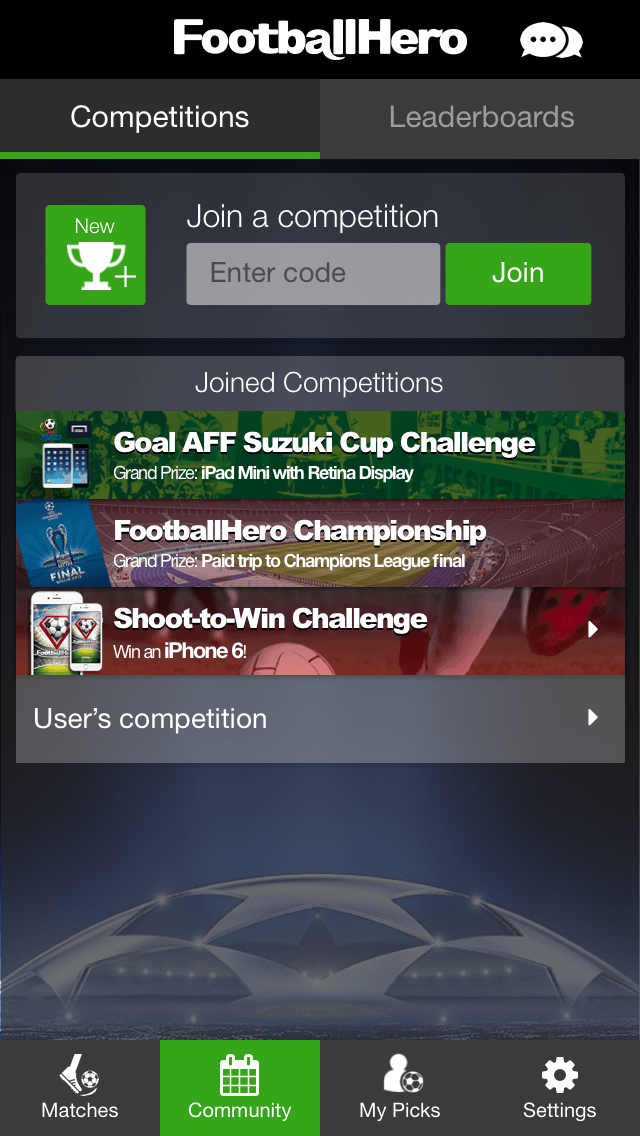 FootballHero
Competitions
Leaderboards
New
Join a competition
Enter code
Join
Joined Competitions
Goal AFF Suzuki Cup Challenge
Grand Prize: iPad Mini with Retina Display
FINAL
FootballHero Championship
Grand Prize: Paid trip to Champions League final
Shoot-to-Win Challenge
Win an iPhone 6!
User’s competition
Matches
Community
My Picks
Settings